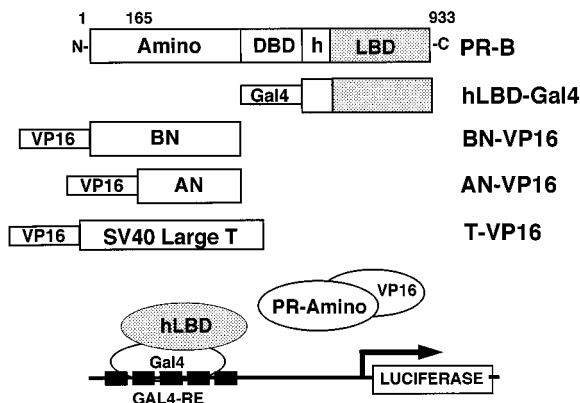 1 165 933
N- Amino DBD h LBD -C PR-B
Gal4 hLBD-Gal4
VP16 BN BN-VP16
VP16 AN AN-VP16
VP16 SV40 Large T T-VP16
PR-Amino VP16
hLBD
Gal4
GAL4-RE
LUCIFERASE